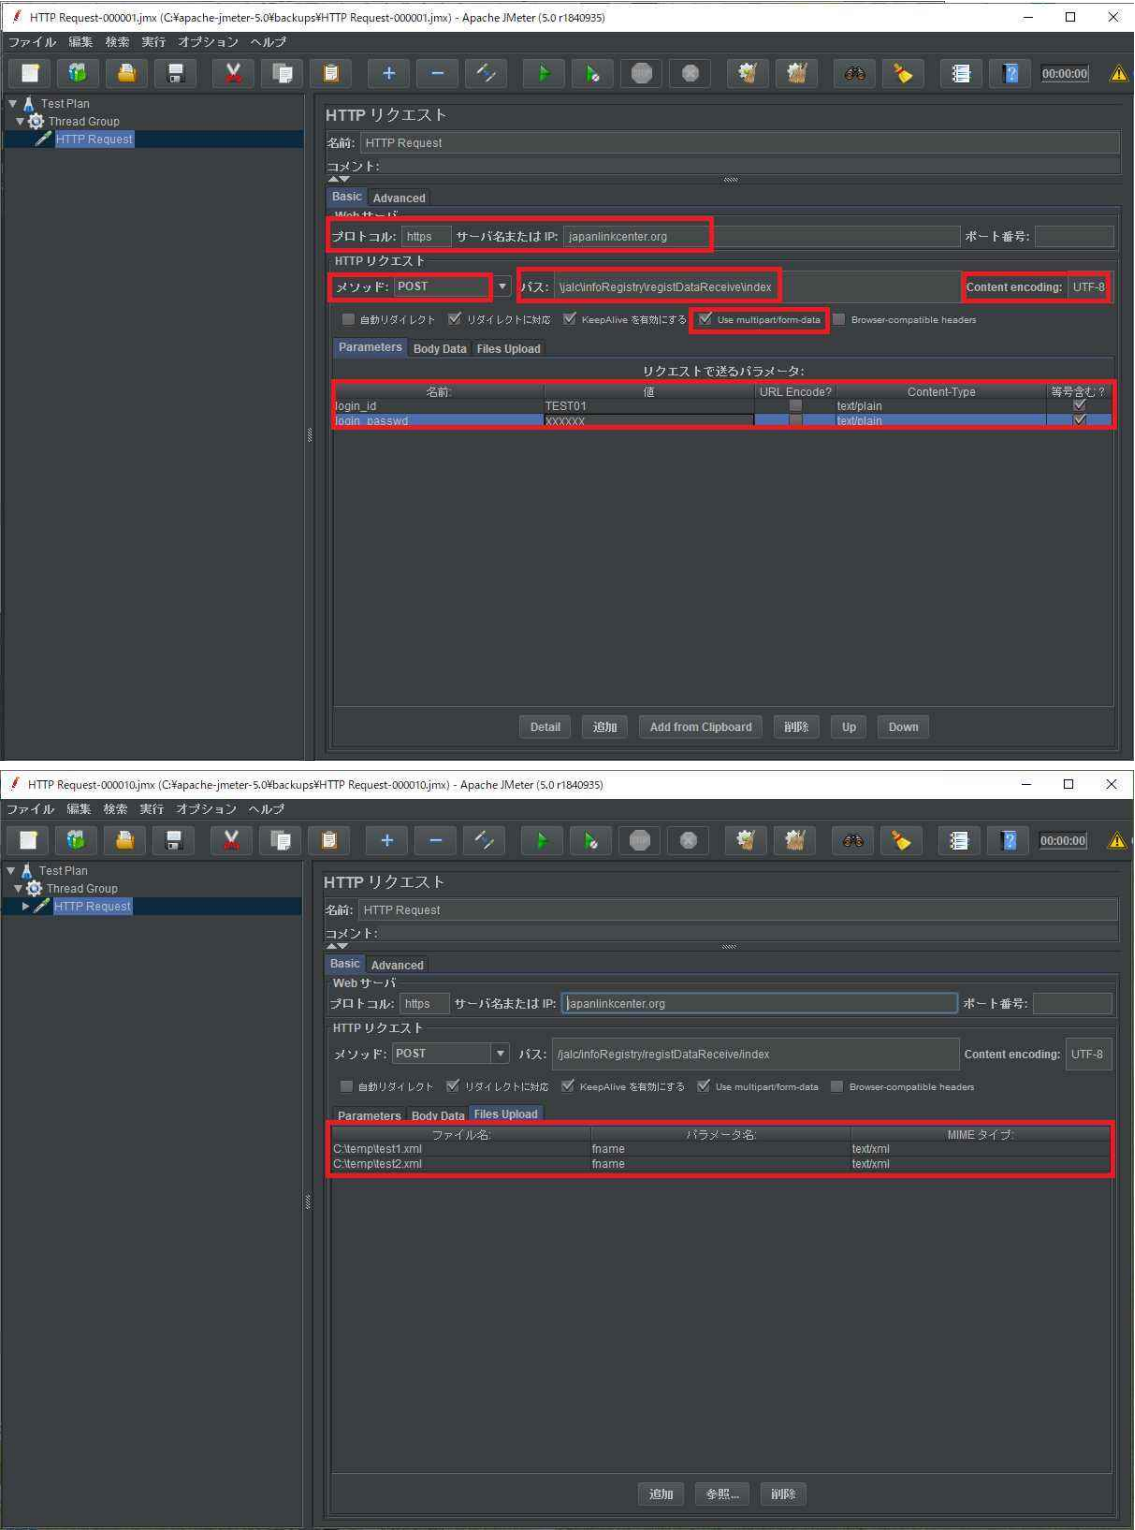 HTTP Request-000001.jmx (C:¥apache-jmeter-5.0¥backups¥HTTP Request-000001.jmx) - Apache JMeter (5.0 r1840935)
ファイル 編集 検索 実行 オプション ヘルプ
00:00:00
Test Plan
Thread Group
HTTP Request
HTTP リクエスト
名前: HTTP Request
コメント:
Basic Advanced
Web サーバ
プロトコル: https サーバ名または IP: japanlinkcenter.org ポート番号:
HTTP リクエスト
メソッド: POST パス: \jalc\infoRegistry\registDataReceive\index Content encoding: UTF-8
自動リダイレクト リダイレクトに対応 KeepAlive を有効にする Use multipart/form-data Browser-compatible headers
Parameters Body Data Files Upload
リクエストで送るパラメータ:
名前: 値 URL Encode? Content-Type 等号含む?
login_id TEST01 text/plain
login_passwd XXXXXX text/plain
Detail 追加 Add from Clipboard 削除 Up Down
HTTP Request-000010.jmx (C:¥apache-jmeter-5.0¥backups¥HTTP Request-000010.jmx) - Apache JMeter (5.0 r1840935)
ファイル 編集 検索 実行 オプション ヘルプ
00:00:00
Test Plan
Thread Group
HTTP Request
HTTP リクエスト
名前: HTTP Request
コメント:
Basic Advanced
Web サーバ
プロトコル: https サーバ名または IP: japanlinkcenter.org ポート番号:
HTTP リクエスト
メソッド: POST パス: /jalc/infoRegistry/registDataReceive/index Content encoding: UTF-8
自動リダイレクト リダイレクトに対応 KeepAlive を有効にする Use multipart/form-data Browser-compatible headers
Parameters Body Data Files Upload
ファイル名: パラメータ名: MIME タイプ:
C:\temp\test1.xml fname text/xml
C:\temp\test2.xml fname text/xml
追加 参照... 削除